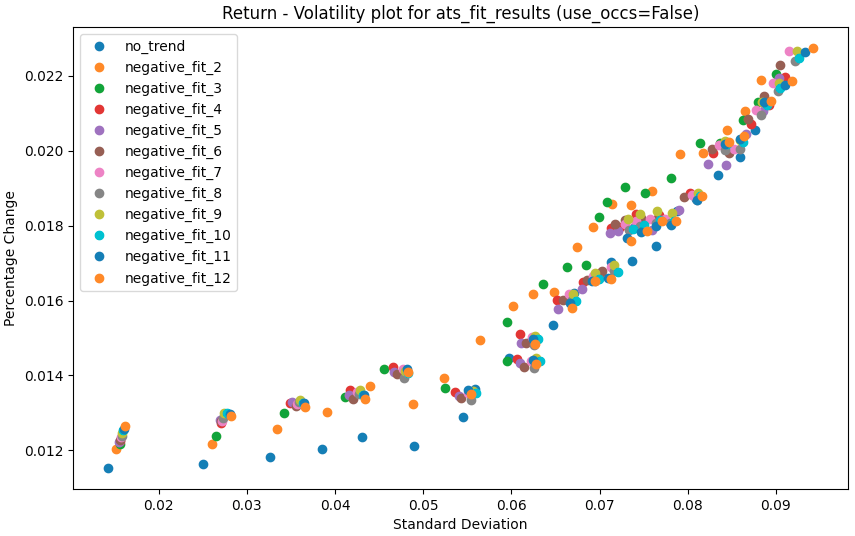 Return - Volatility plot for ats_fit_results (use_occs=False)
no_trend
negative_fit_2
negative_fit_3
negative_fit_4
negative_fit_5
negative_fit_6
negative_fit_7
negative_fit_8
negative_fit_9
negative_fit_10
negative_fit_11
negative_fit_12
Percentage Change
0.022
0.020
0.018
0.016
0.014
0.012
0.02 0.03 0.04 0.05 0.06 0.07 0.08 0.09
Standard Deviation